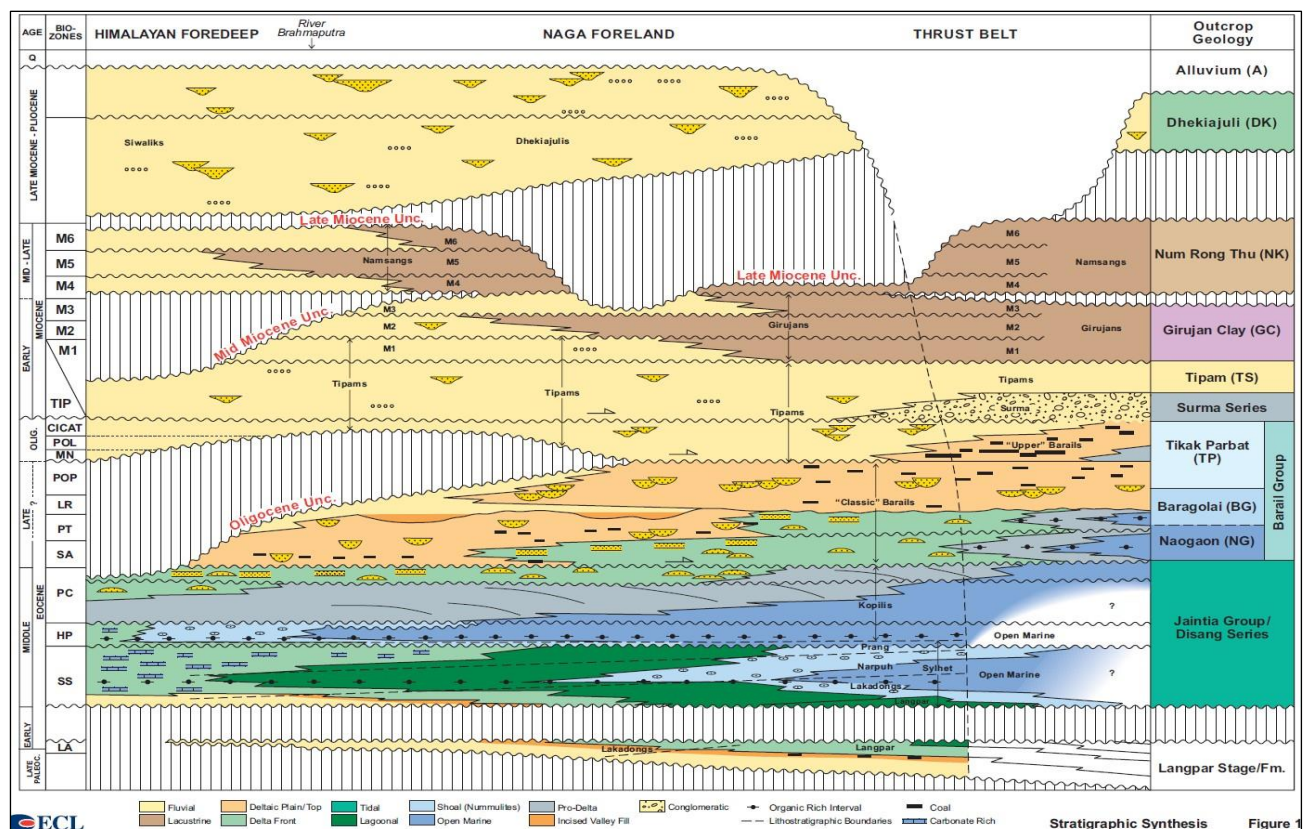 AGE
BIO-
ZONES
HIMALAYAN FOREDEEP
River
Brahmaputra
NAGA FORELAND
THRUST BELT
Outcrop
Geology
Q
LATE MIOCENE - PLIOCENE
Siwaliks
Dhekiajulis
Alluvium (A)
Dhekiajuli (DK)
Late Miocene Unc.
MID - LATE
MIOCENE
EARLY
M6
M5
M4
M3
M2
M1
TIP
M6
Namsangs
M5
M4
Late Miocene Unc.
M6
M5
Namsangs
M4
Num Rong Thu (NK)
Mid Miocene Unc.
M3
M2
M1
Girujans
M3
M2
Girujans
M1
Girujan Clay (GC)
Tipams
Tipams
Tipams
Tipams
Tipam (TS)
Surma
Surma Series
OLIG.
CICAT
POL
MN
"Upper" Barails
Tikak Parbat
(TP)
Barail Group
LATE
?
POP
LR
PT
SA
Oligocene Unc.
"Classic" Barails
Baragolai (BG)
Naogaon (NG)
EOCENE
MIDDLE
PC
HP
SS
Kopilis
?
Open Marine
Prang
Narpuh
Sylhet
Open Marine
?
Lakadongs
Langpar
Jaintia Group/
Disang Series
EARLY
LATE
PALEOC.
LA
Lakadongs
Langpar
Langpar Stage/Fm.
Fluvial
Deltaic Plain/Top
Tidal
Shoal (Nummulites)
Pro-Delta
Conglomeratic
Organic Rich Interval
Coal
Lacustrine
Delta Front
Lagoonal
Open Marine
Incised Valley Fill
Lithostratigraphic Boundaries
Carbonate Rich
ECL
Stratigraphic Synthesis
Figure 1